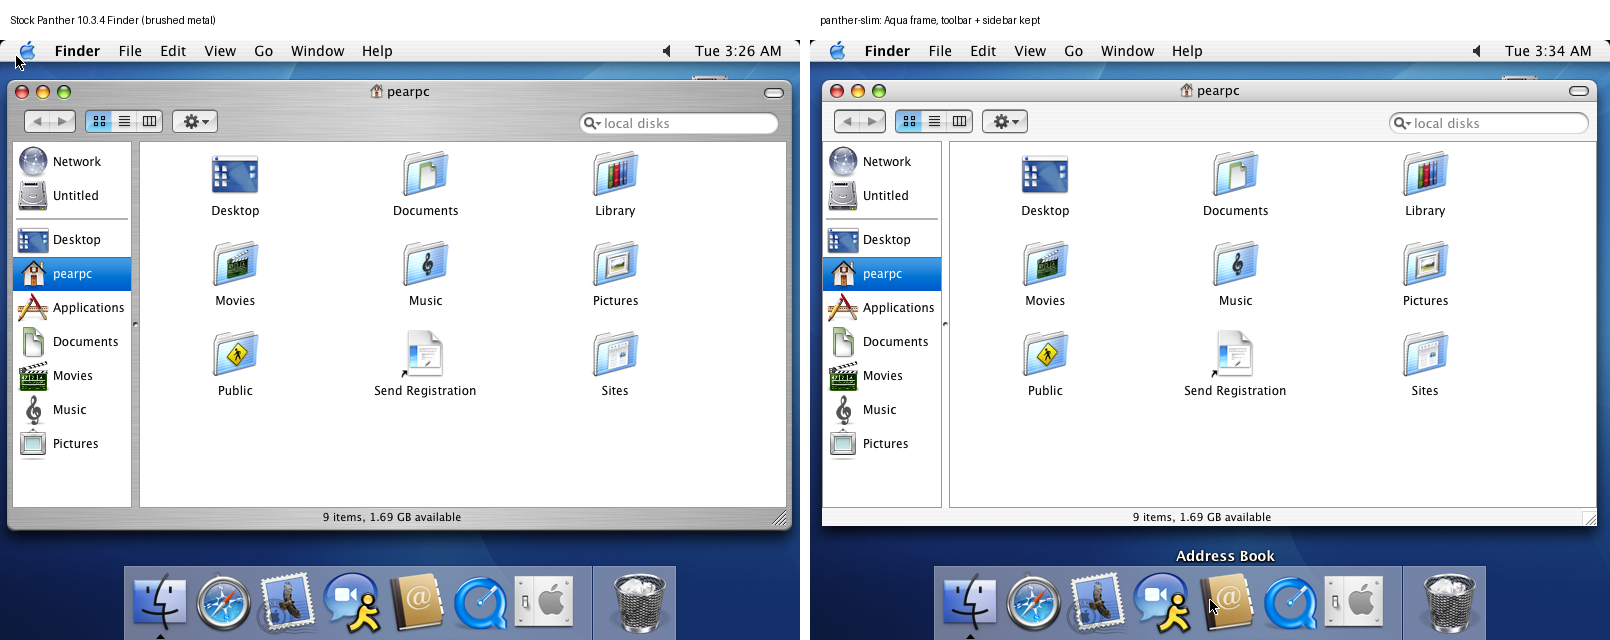 Stock Panther 10.3.4 Finder (brushed metal)
Finder File Edit View Go Window Help Tue 3:26 AM
pearpc
local disks
Network
Untitled
Desktop
pearpc
Applications
Documents
Movies
Music
Pictures
Desktop Documents Library
Movies Music Pictures
Public Send Registration Sites
9 items, 1.69 GB available
panther-slim: Aqua frame, toolbar + sidebar kept
Finder File Edit View Go Window Help Tue 3:34 AM
pearpc
local disks
Network
Untitled
Desktop
pearpc
Applications
Documents
Movies
Music
Pictures
Desktop Documents Library
Movies Music Pictures
Public Send Registration Sites
9 items, 1.69 GB available
Address Book